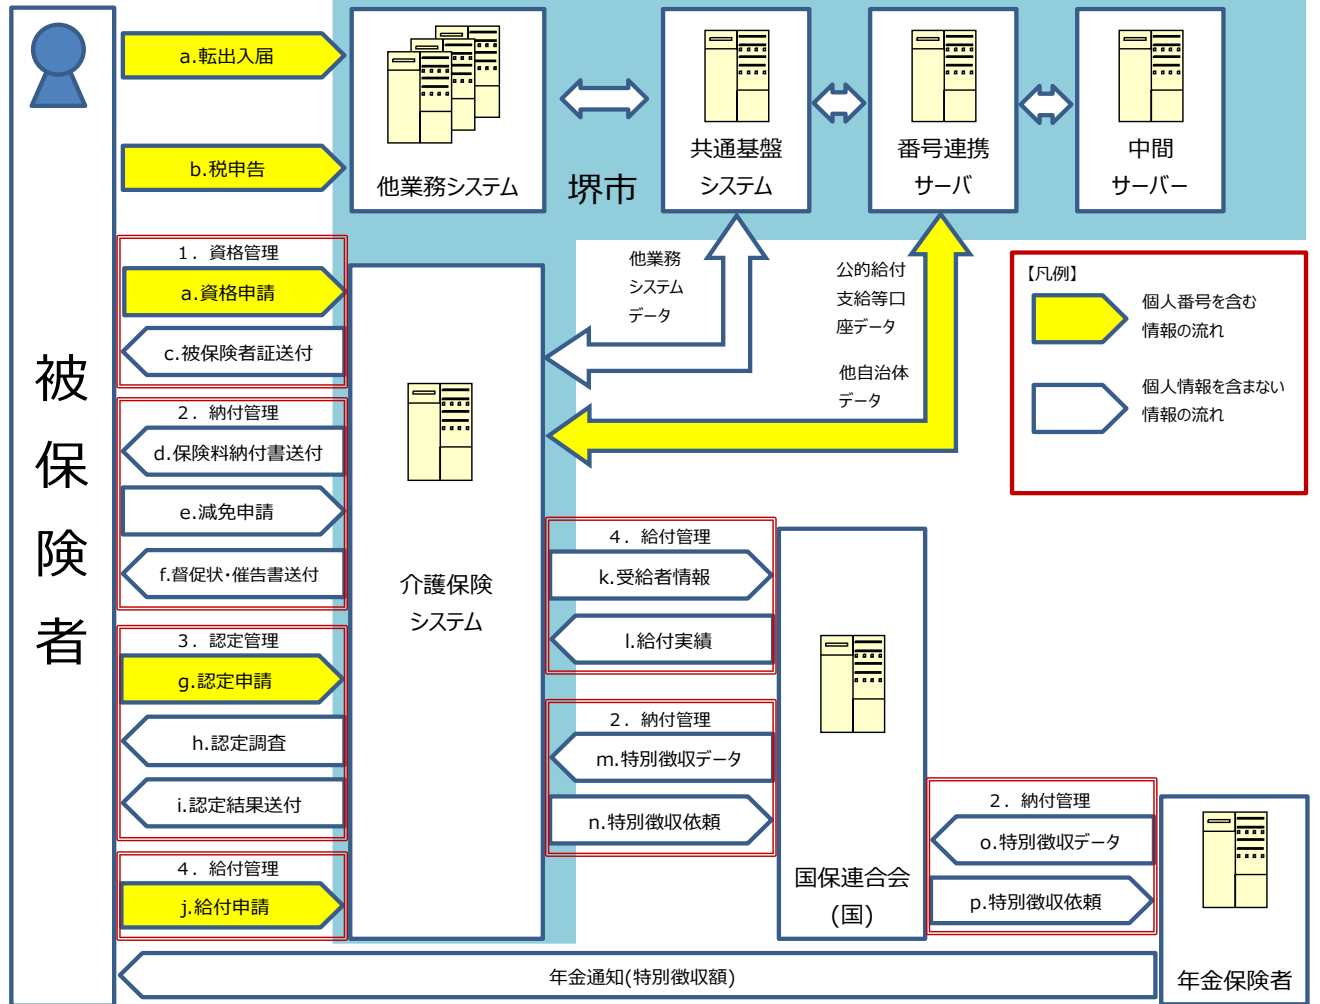 a.転出入届
b.税申告
他業務システム
堺市
共通基盤
システム
番号連携
サーバ
中間
サーバー
被
保
険
者
1．資格管理
a.資格申請
c.被保険者証送付
2．納付管理
d.保険料納付書送付
e.減免申請
f.督促状・催告書送付
3．認定管理
g.認定申請
h.認定調査
i.認定結果送付
4．給付管理
j.給付申請
介護保険
システム
他業務
システム
データ
公的給付
支給等口
座データ
他自治体
データ
【凡例】
個人番号を含む
情報の流れ
個人情報を含まない
情報の流れ
4．給付管理
k.受給者情報
l.給付実績
2．納付管理
m.特別徴収データ
n.特別徴収依頼
国保連合会
(国)
2．納付管理
o.特別徴収データ
p.特別徴収依頼
年金保険者
年金通知(特別徴収額)